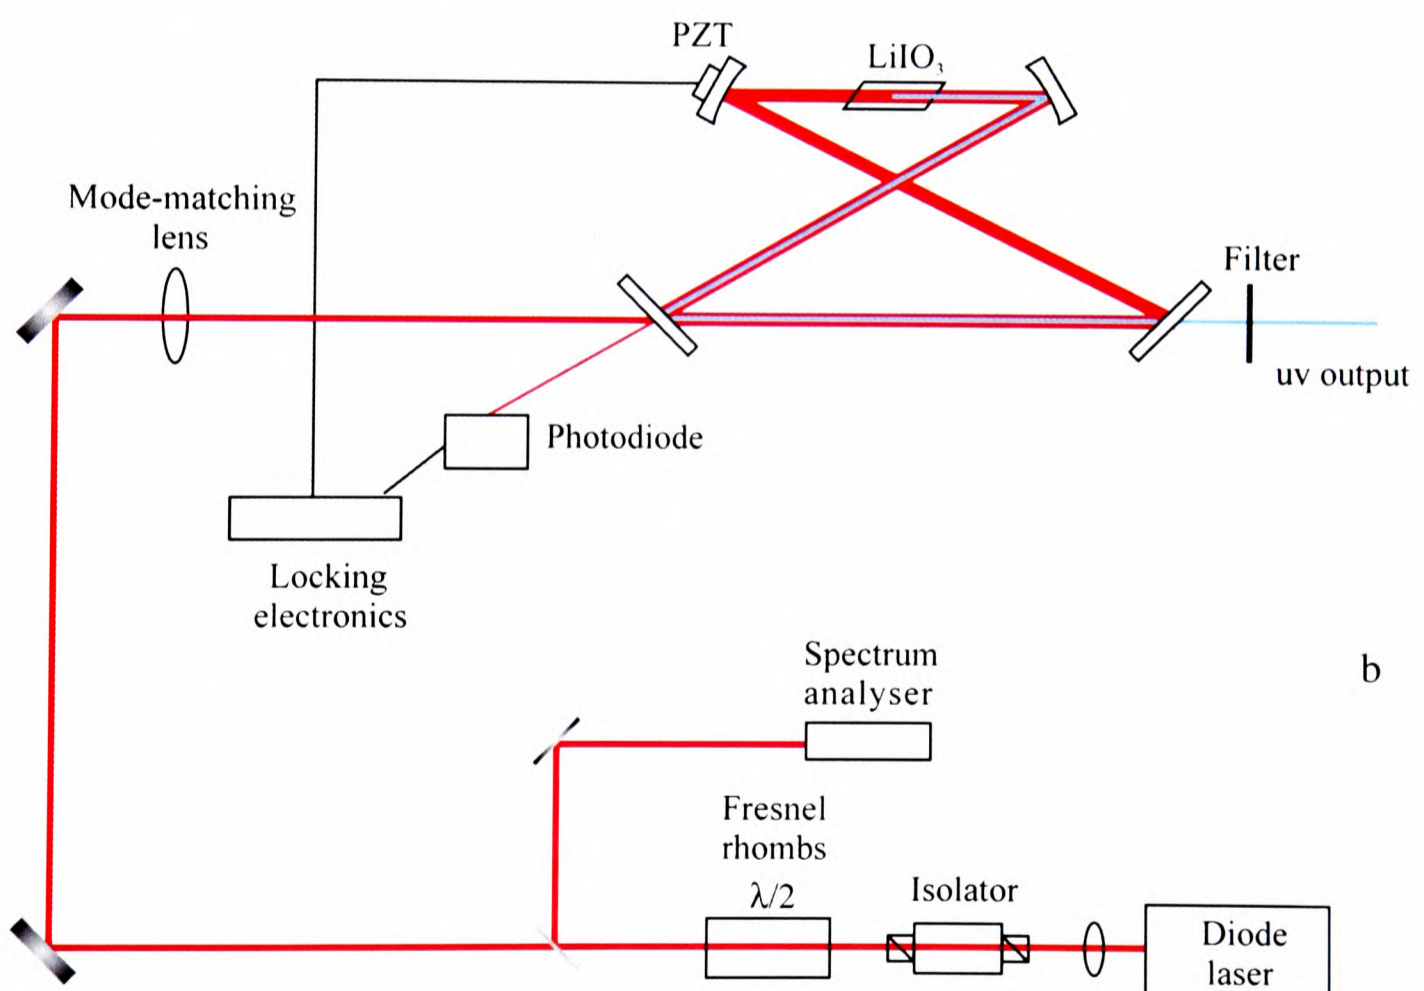 PZT
LiIO₃
Mode-matching
lens
Filter
uv output
Photodiode
Locking
electronics
Spectrum
analyser
b
Fresnel
rhombs
λ/2
Isolator
Diode
laser